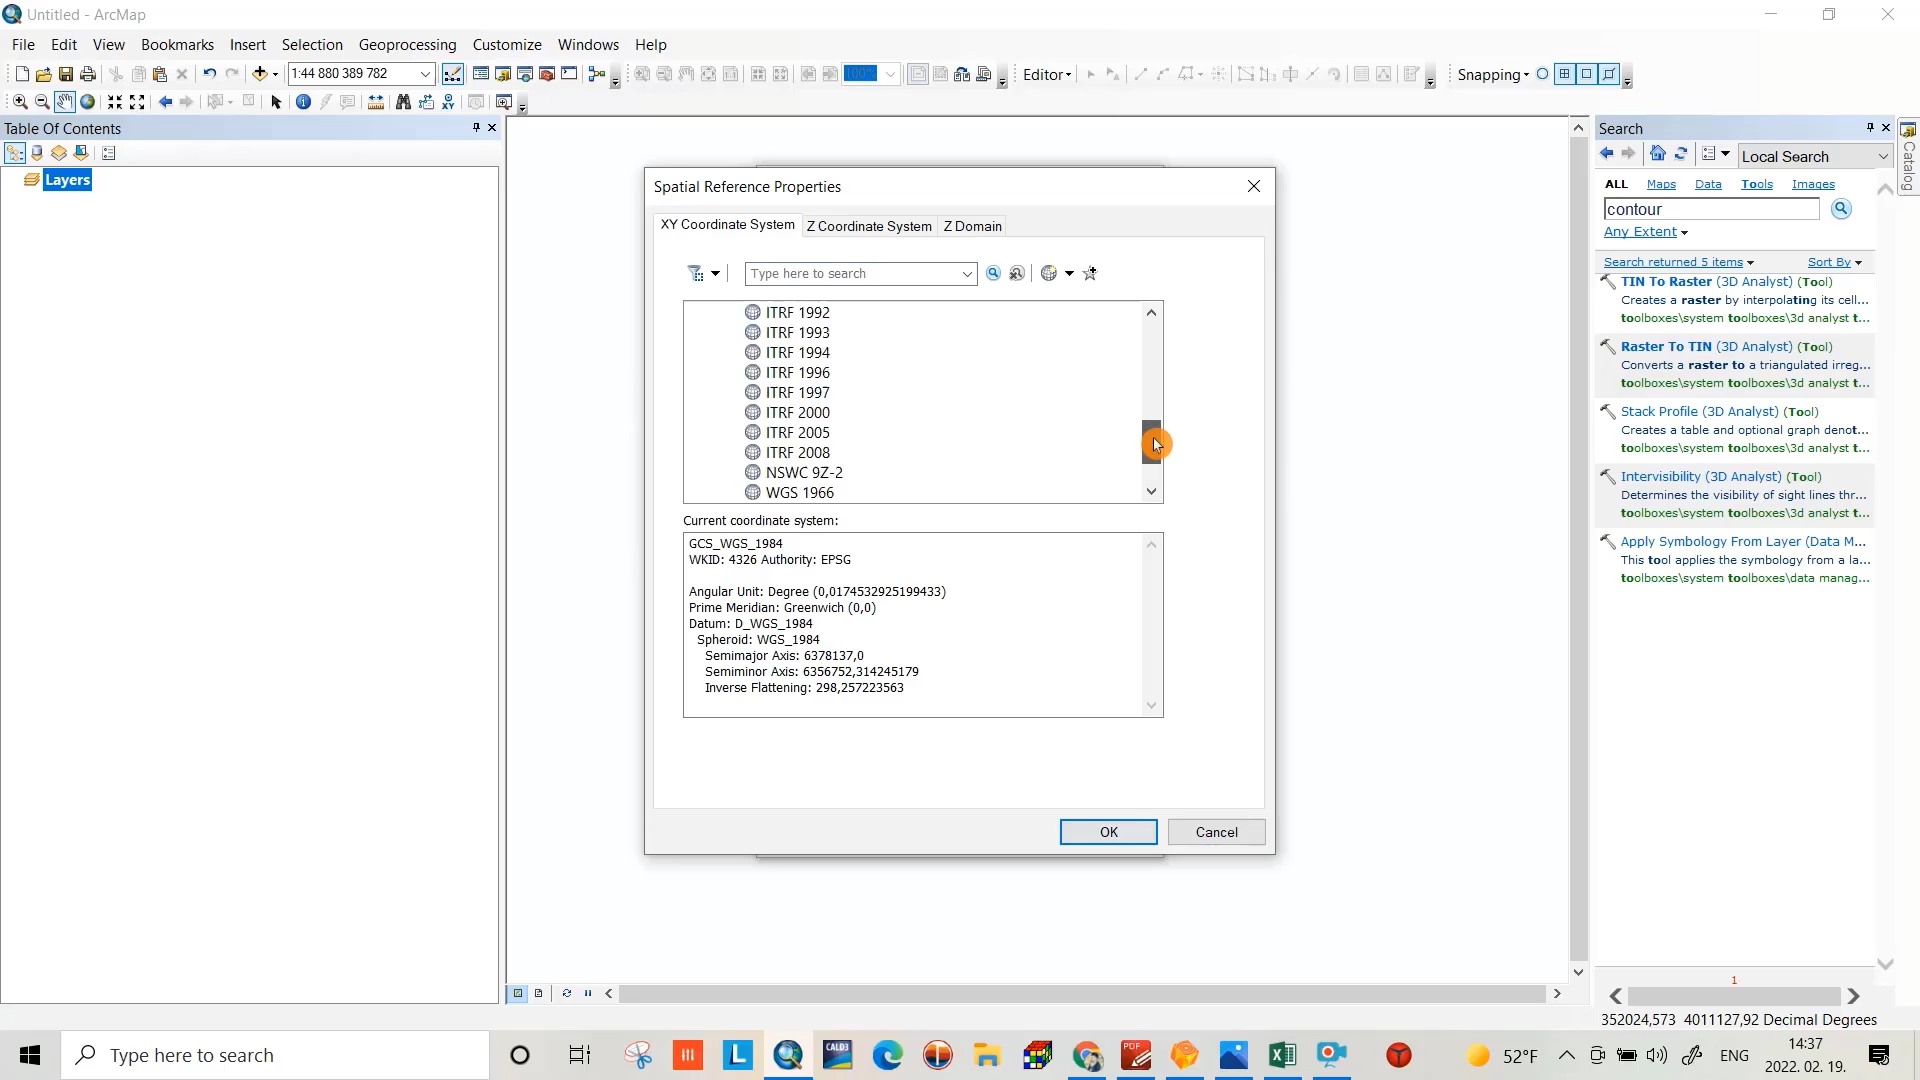 Untitled - ArcMap
File Edit View Bookmarks Insert Selection Geoprocessing Customize Windows Help
1:44 880 389 782
100%
Editor
Snapping
Table Of Contents
Layers
Spatial Reference Properties
XY Coordinate System
Z Coordinate System
Z Domain
Type here to search
ITRF 1992
ITRF 1993
ITRF 1994
ITRF 1996
ITRF 1997
ITRF 2000
ITRF 2005
ITRF 2008
NSWC 9Z-2
WGS 1966
Current coordinate system:
GCS_WGS_1984
WKID: 4326 Authority: EPSG
Angular Unit: Degree (0,0174532925199433)
Prime Meridian: Greenwich (0,0)
Datum: D_WGS_1984
Spheroid: WGS_1984
Semimajor Axis: 6378137,0
Semiminor Axis: 6356752,314245179
Inverse Flattening: 298,257223563
OK
Cancel
Search
Local Search
ALL Maps Data Tools Images
contour
Any Extent
Search returned 5 items
Sort By
TIN To Raster (3D Analyst) (Tool)
Creates a raster by interpolating its cell...
toolboxes\system toolboxes\3d analyst t...
Raster To TIN (3D Analyst) (Tool)
Converts a raster to a triangulated irreg...
toolboxes\system toolboxes\3d analyst t...
Stack Profile (3D Analyst) (Tool)
Creates a table and optional graph denot...
toolboxes\system toolboxes\3d analyst t...
Intervisibility (3D Analyst) (Tool)
Determines the visibility of sight lines thr...
toolboxes\system toolboxes\3d analyst t...
Apply Symbology From Layer (Data M...
This tool applies the symbology from a la...
toolboxes\system toolboxes\data manag...
1
Catalog
352024,573 4011127,92 Decimal Degrees
Type here to search
L
CALD3
PDF
52°F
ENG
14:37
2022. 02. 19.